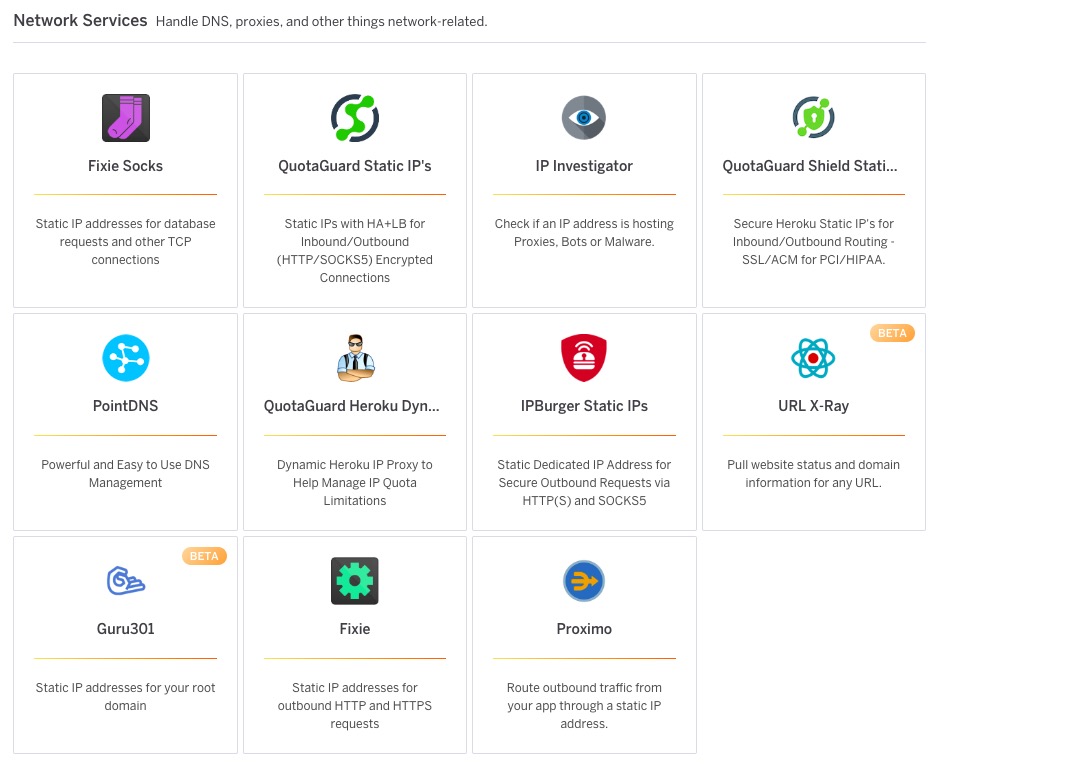 Network Services Handle DNS, proxies, and other things network-related.
Fixie Socks
Static IP addresses for database
requests and other TCP
connections
QuotaGuard Static IP's
Static IPs with HA+LB for
Inbound/Outbound
(HTTP/SOCKS5) Encrypted
Connections
IP Investigator
Check if an IP address is hosting
Proxies, Bots or Malware.
QuotaGuard Shield Stati...
Secure Heroku Static IP's for
Inbound/Outbound Routing -
SSL/ACM for PCI/HIPAA.
PointDNS
Powerful and Easy to Use DNS
Management
QuotaGuard Heroku Dyn...
Dynamic Heroku IP Proxy to
Help Manage IP Quota
Limitations
IPBurger Static IPs
Static Dedicated IP Address for
Secure Outbound Requests via
HTTP(S) and SOCKS5
BETA
URL X-Ray
Pull website status and domain
information for any URL.
BETA
Guru301
Static IP addresses for your root
domain
Fixie
Static IP addresses for
outbound HTTP and HTTPS
requests
Proximo
Route outbound traffic from
your app through a static IP
address.